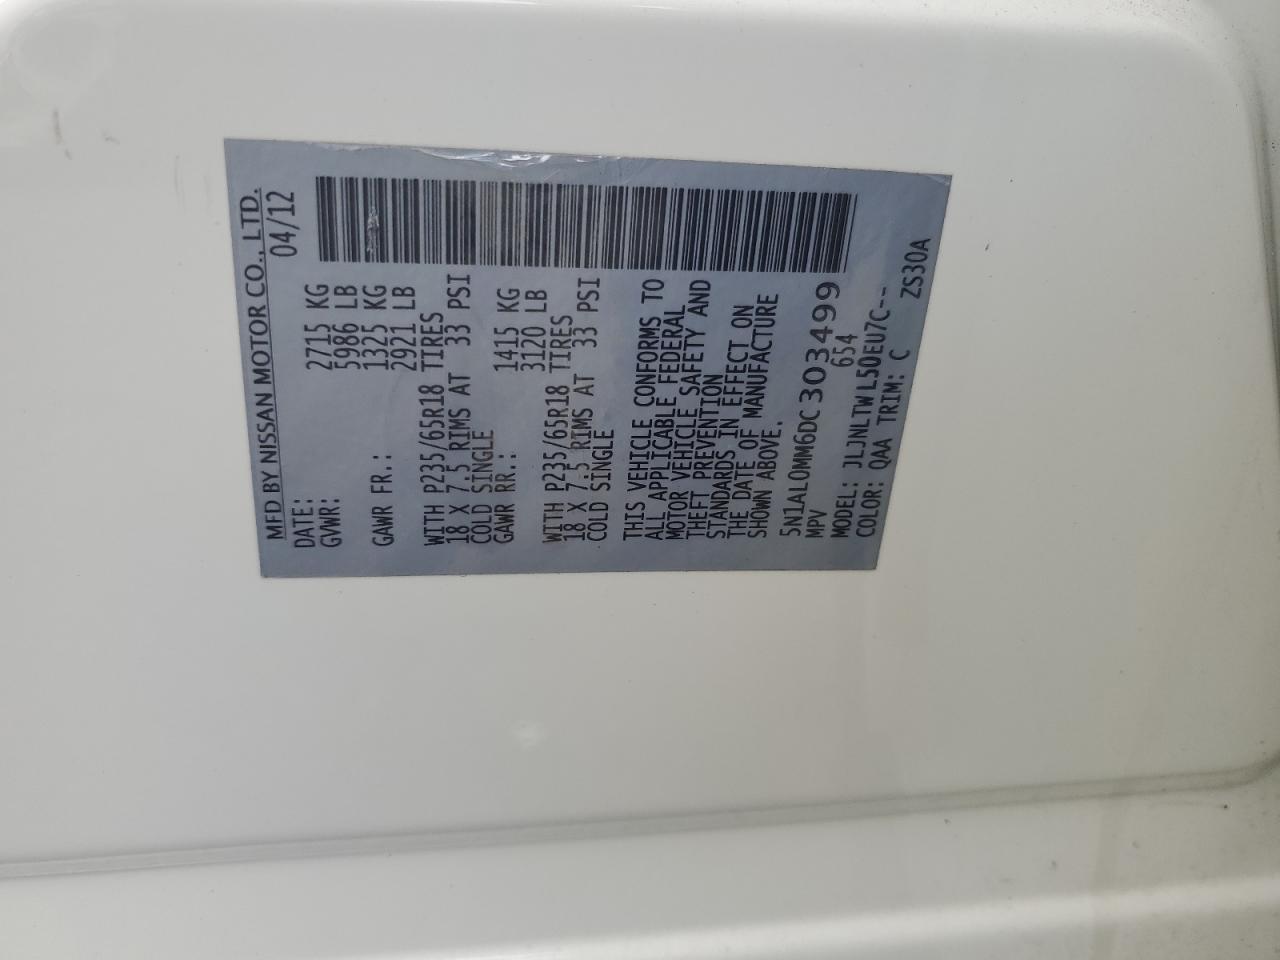 MFD BY NISSAN MOTOR CO., LTD.
DATE: 04/12
GVWR: 2715 KG
5986 LB
GAWR FR.: 1325 KG
2921 LB
WITH P235/65R18 TIRES
18 X 7.5 RIMS AT 33 PSI
COLD SINGLE
GAWR RR.: 1415 KG
3120 LB
WITH P235/65R18 TIRES
18 X 7.5 RIMS AT 33 PSI
COLD SINGLE
THIS VEHICLE CONFORMS TO
ALL APPLICABLE FEDERAL
MOTOR VEHICLE SAFETY AND
THEFT PREVENTION
STANDARDS IN EFFECT ON
THE DATE OF MANUFACTURE
SHOWN ABOVE.
5N1AL0MM6DC303499
MPV 654
MODEL: JLJNLTWL50EU7C--
COLOR: QAA TRIM: C ZS30A